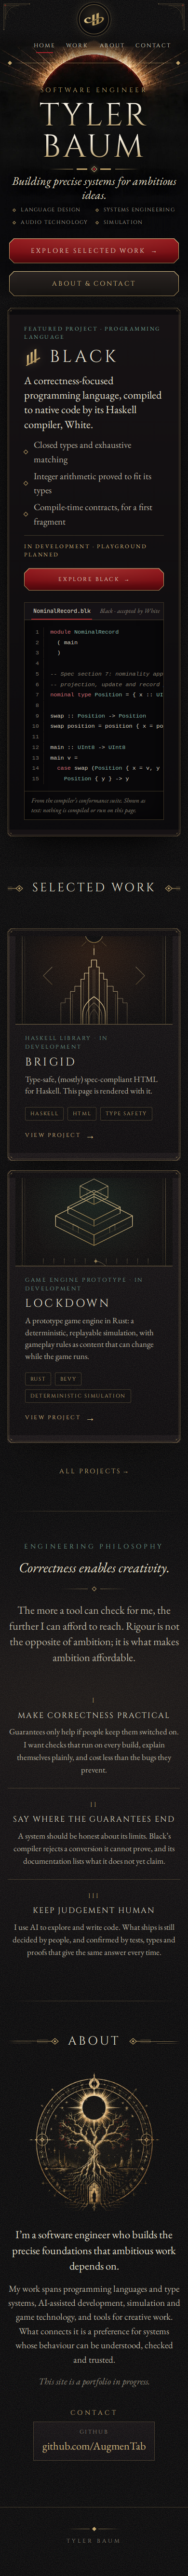 HOME WORK ABOUT CONTACT
SOFTWARE ENGINEER
TYLER
BAUM
Building precise systems for ambitious
ideas.
LANGUAGE DESIGN SYSTEMS ENGINEERING
AUDIO TECHNOLOGY SIMULATION
EXPLORE SELECTED WORK →
ABOUT & CONTACT
FEATURED PROJECT · PROGRAMMING
LANGUAGE
BLACK
A correctness-focused
programming language, compiled
to native code by its Haskell
compiler, White.
Closed types and exhaustive
matching
Integer arithmetic proved to fit its
types
Compile-time contracts, for a first
fragment
IN DEVELOPMENT · PLAYGROUND
PLANNED
EXPLORE BLACK →
NominalRecord.blk Black · accepted by White
1 module NominalRecord
2 ( main
3 )
4
5 -- Spec section 7: nominality app
6 -- projection, update and record
7 nominal type Position = { x :: UI
8
9 swap :: Position -> Position
10 swap position = position { x = po
11
12 main :: UInt8 -> UInt8
13 main v =
14 case swap (Position { x = v, y
15 Position { y } -> y
From the compiler's conformance suite. Shown as
text: nothing is compiled or run on this page.
SELECTED WORK
HASKELL LIBRARY · IN
DEVELOPMENT
BRIGID
Type-safe, (mostly) spec-compliant HTML
for Haskell. This page is rendered with it.
HASKELL HTML TYPE SAFETY
VIEW PROJECT →
GAME ENGINE PROTOTYPE · IN
DEVELOPMENT
LOCKDOWN
A prototype game engine in Rust: a
deterministic, replayable simulation, with
gameplay rules as content that can change
while the game runs.
RUST BEVY
DETERMINISTIC SIMULATION
VIEW PROJECT →
ALL PROJECTS →
ENGINEERING PHILOSOPHY
Correctness enables creativity.
The more a tool can check for me, the
further I can afford to reach. Rigour is not
the opposite of ambition; it is what makes
ambition affordable.
I
MAKE CORRECTNESS PRACTICAL
Guarantees only help if people keep them switched on.
I want checks that run on every build, explain
themselves plainly, and cost less than the bugs they
prevent.
II
SAY WHERE THE GUARANTEES END
A system should be honest about its limits. Black's
compiler rejects a conversion it cannot prove, and its
documentation lists what it does not yet claim.
III
KEEP JUDGEMENT HUMAN
I use AI to explore and write code. What ships is still
decided by people, and confirmed by tests, types and
proofs that give the same answer every time.
ABOUT
I'm a software engineer who builds the
precise foundations that ambitious work
depends on.
My work spans programming languages and type
systems, AI-assisted development, simulation and
game technology, and tools for creative work.
What connects it is a preference for systems
whose behaviour can be understood, checked
and trusted.
This site is a portfolio in progress.
CONTACT
GITHUB
github.com/AugmenTab
TYLER BAUM